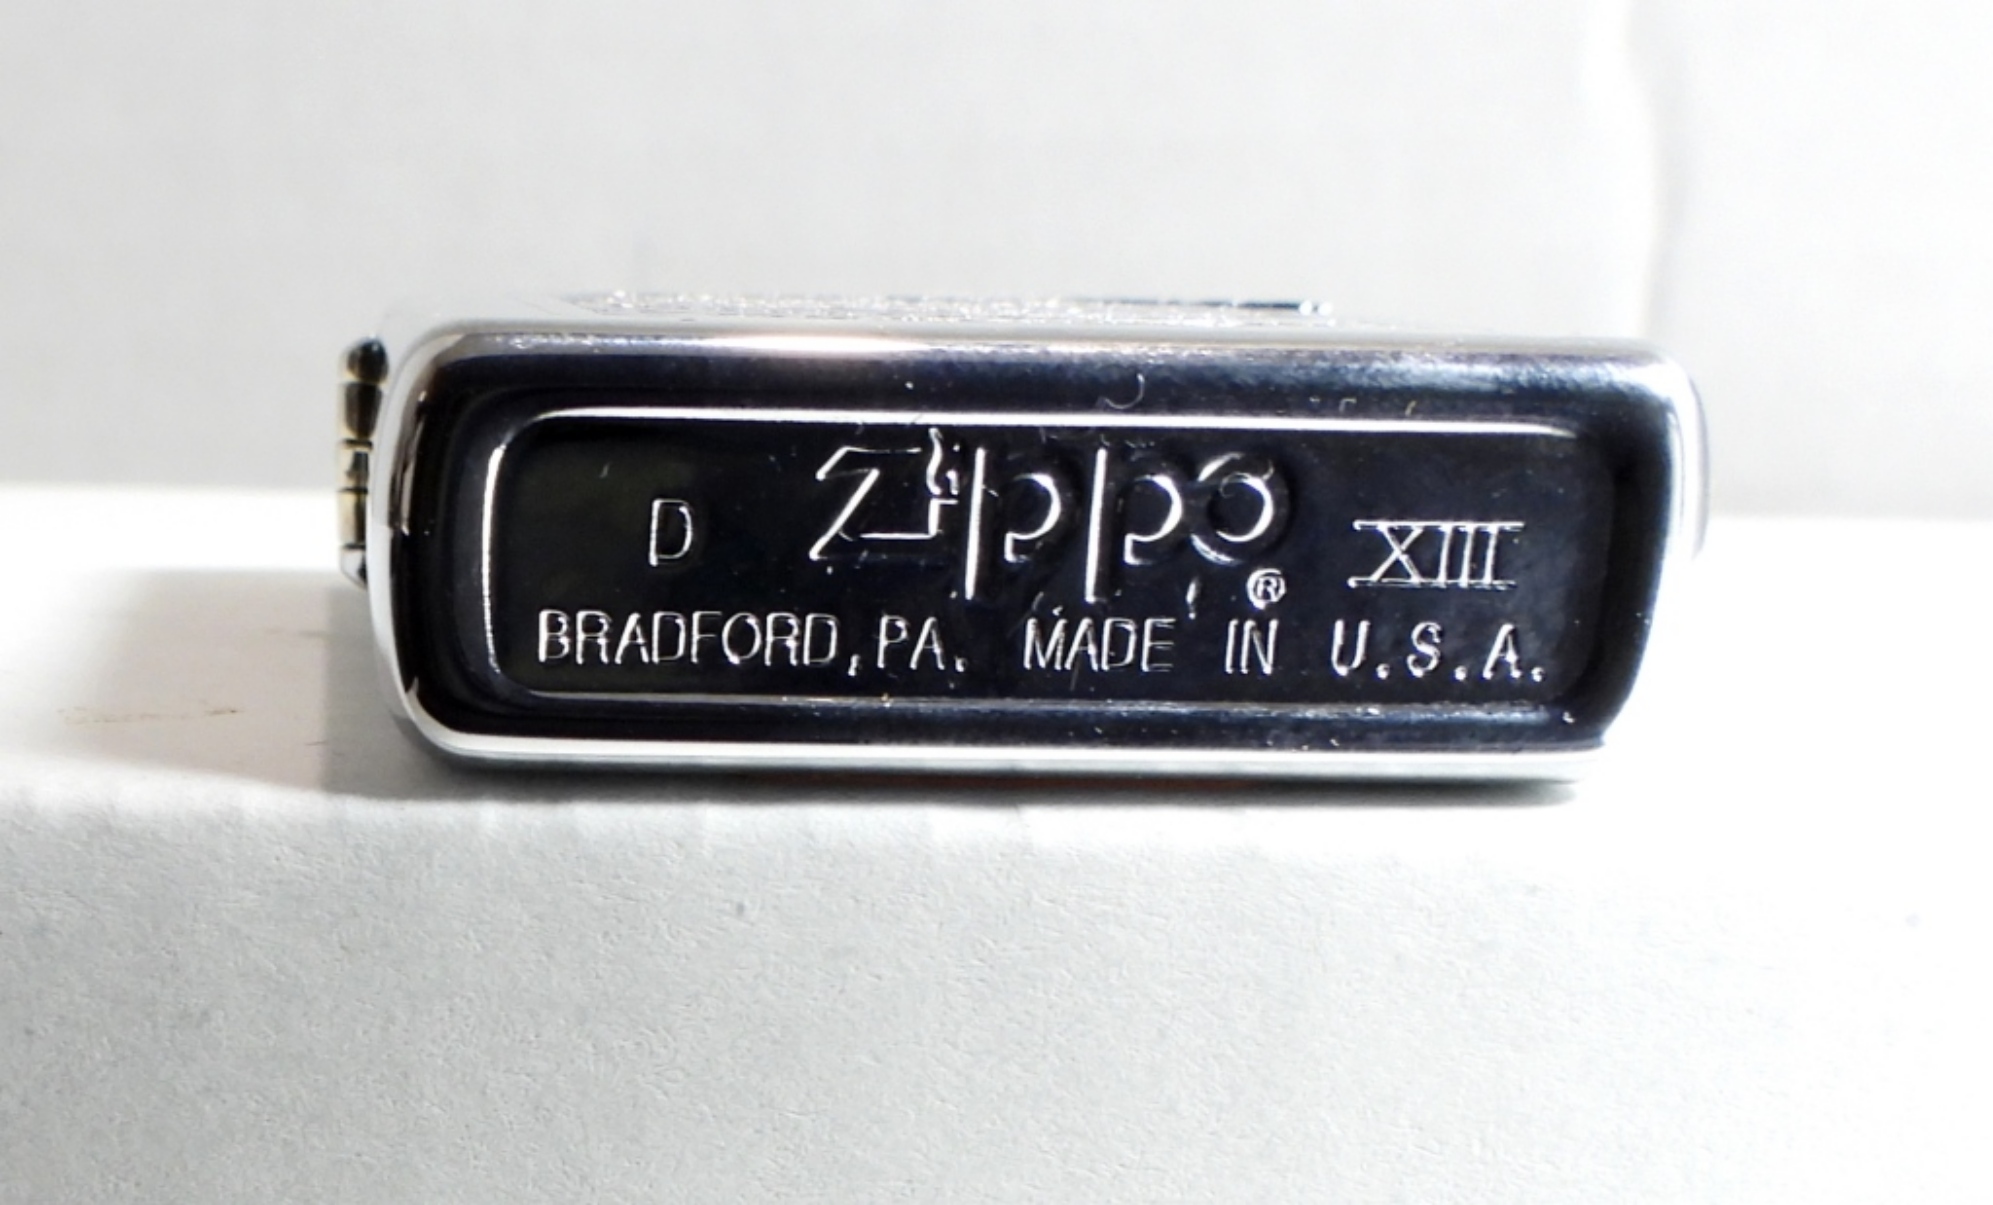 D Zippo ® XIII
BRADFORD, PA. MADE IN U.S.A.